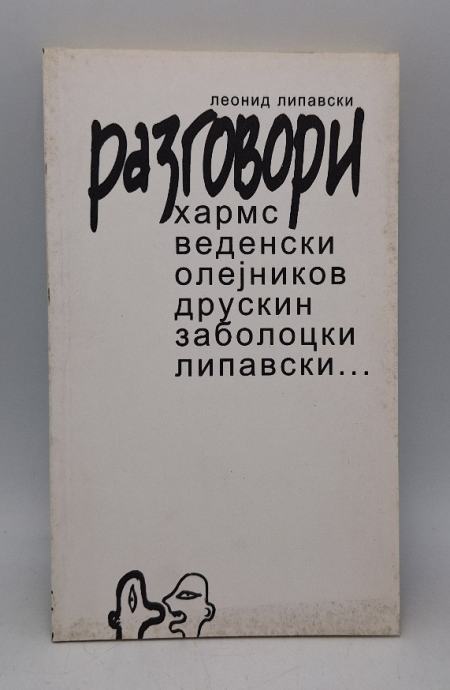 леонид липавски
разговори
хармс
веденски
олејников
друскин
заболоцки
липавски...